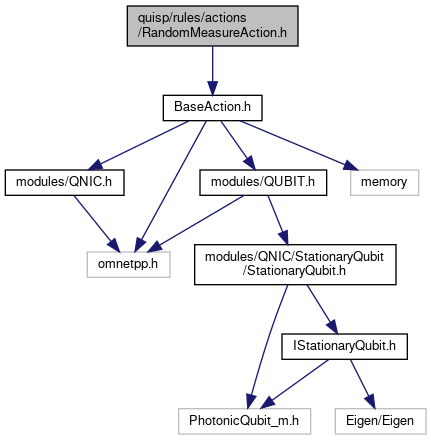 quisp/rules/actions
/RandomMeasureAction.h
BaseAction.h
modules/QNIC.h
modules/QUBIT.h
memory
omnetpp.h
modules/QNIC/StationaryQubit
/StationaryQubit.h
IStationaryQubit.h
PhotonicQubit_m.h
Eigen/Eigen